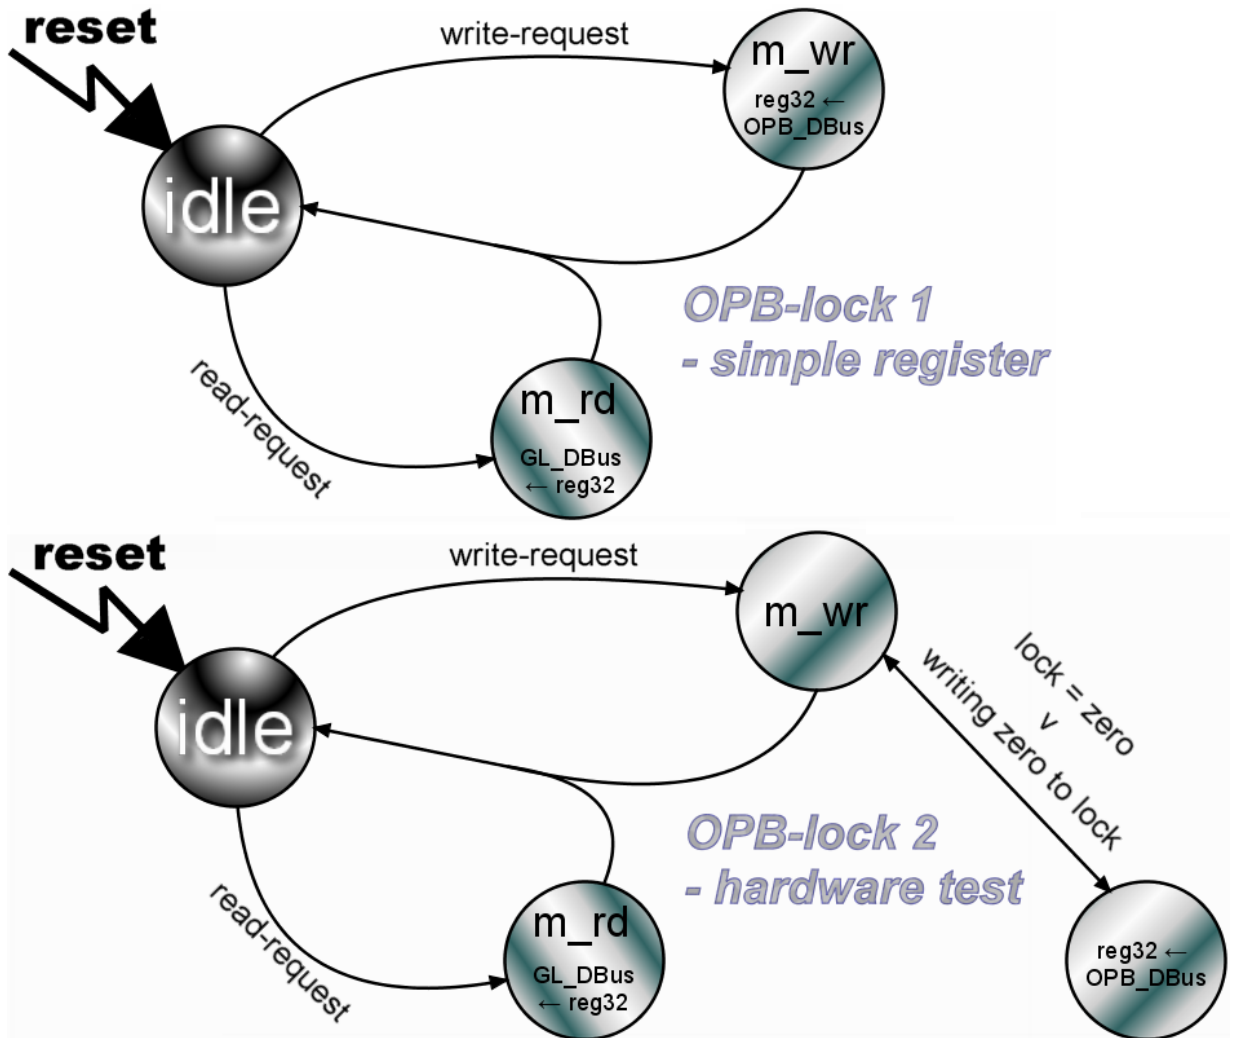 reset
write-request
m_wr
reg32 ←
OPB_DBus
idle
OPB-lock 1
- simple register
read-request
m_rd
GL_DBus
← reg32
reset
write-request
m_wr
idle
lock = zero
v
writing zero to lock
OPB-lock 2
- hardware test
read-request
m_rd
GL_DBus
← reg32
reg32 ←
OPB_DBus